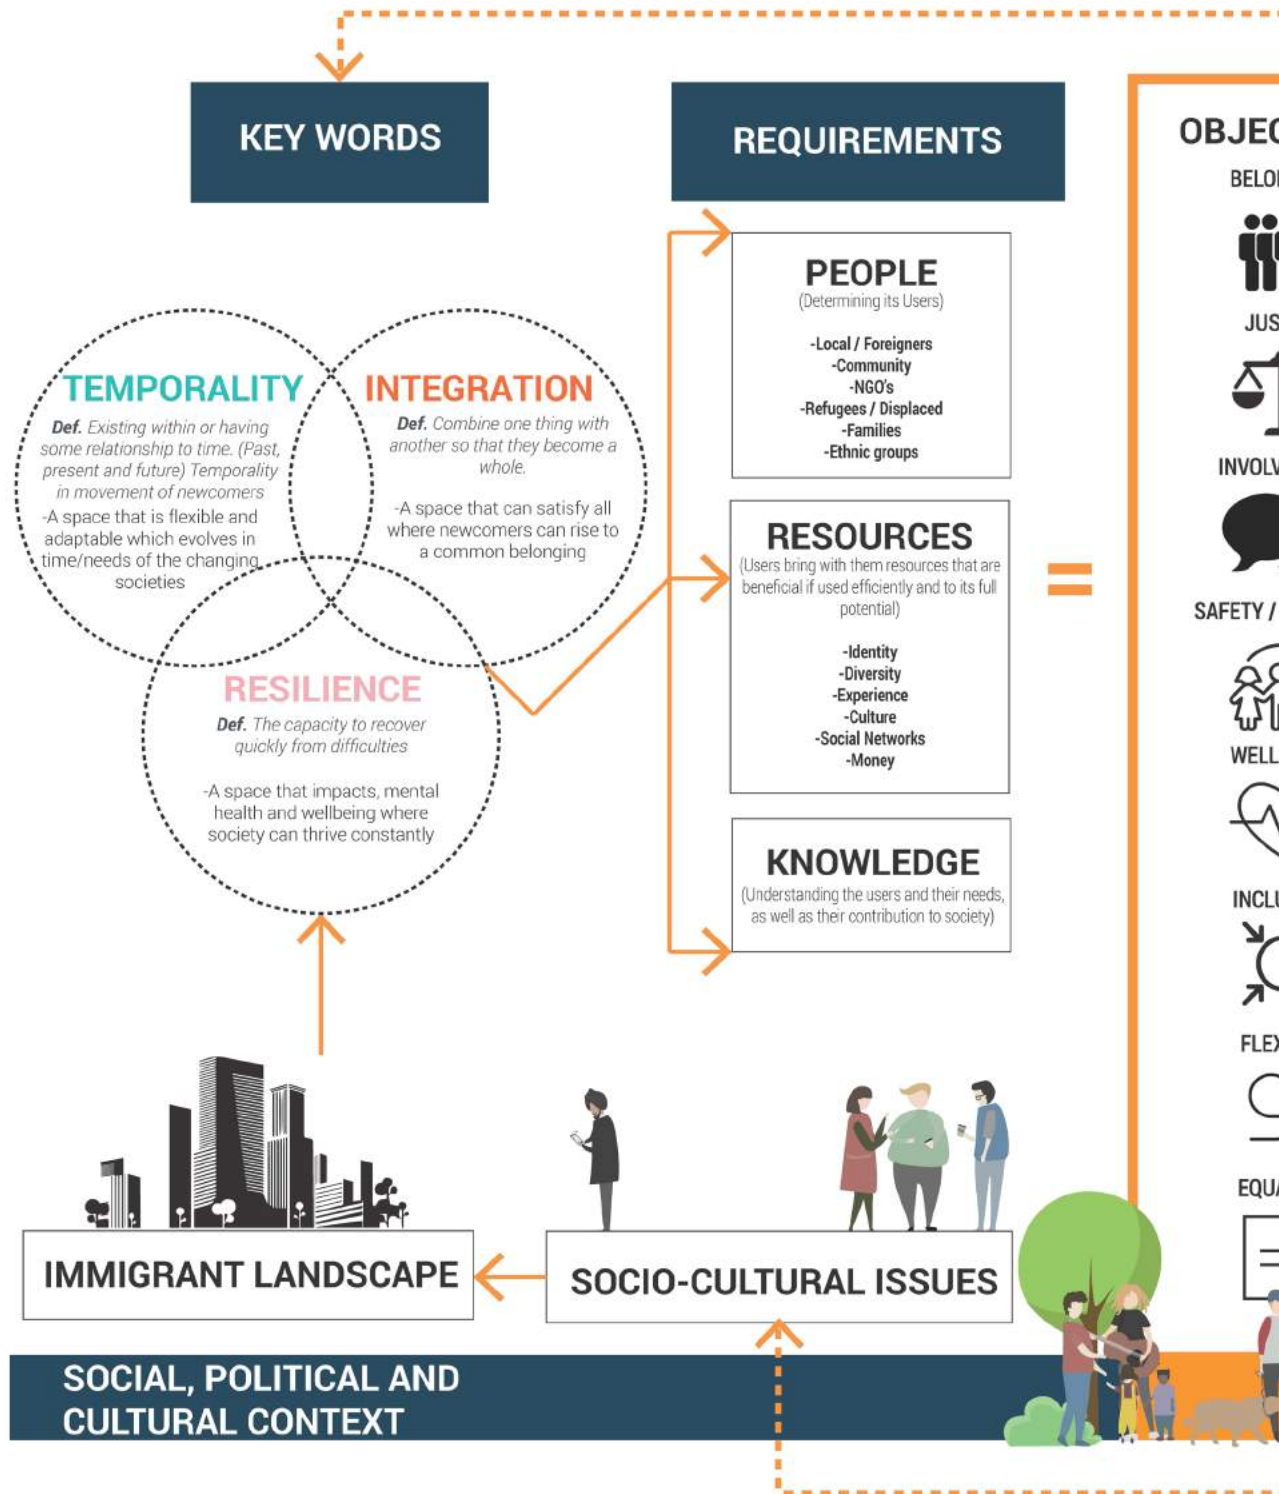 KEY WORDS
TEMPORALITY
Def. Existing within or having
some relationship to time. (Past,
present and future) Temporality
in movement of newcomers
-A space that is flexible and
adaptable which evolves in
time/needs of the changing
societies
INTEGRATION
Def. Combine one thing with
another so that they become a
whole.
-A space that can satisfy all
where newcomers can rise to
a common belonging
RESILIENCE
Def. The capacity to recover
quickly from difficulties
-A space that impacts, mental
health and wellbeing where
society can thrive constantly
REQUIREMENTS
PEOPLE
(Determining its Users)
-Local / Foreigners
-Community
-NGO's
-Refugees / Displaced
-Families
-Ethnic groups
RESOURCES
(Users bring with them resources that are
beneficial if used efficiently and to its full
potential)
-Identity
-Diversity
-Experience
-Culture
-Social Networks
-Money
KNOWLEDGE
(Understanding the users and their needs,
as well as their contribution to society)
SAFETY /
WELL
IMMIGRANT LANDSCAPE
SOCIO-CULTURAL ISSUES
SOCIAL, POLITICAL AND
CULTURAL CONTEXT